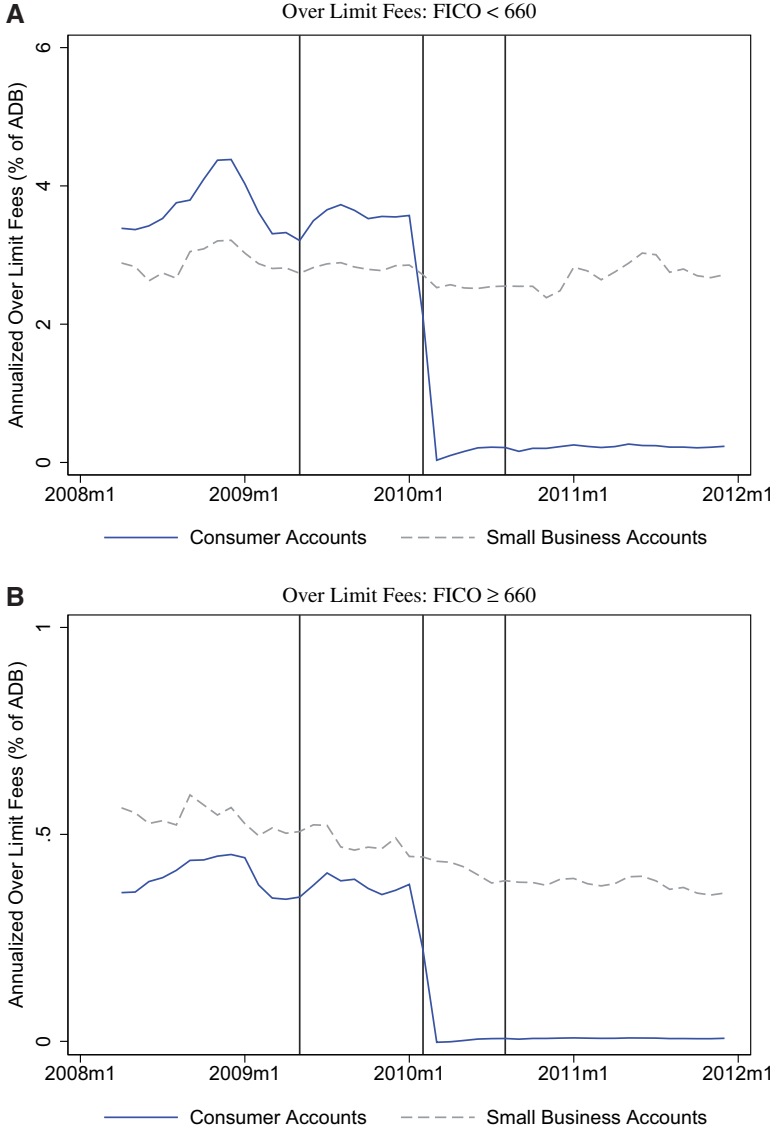 A
Over Limit Fees: FICO < 660
Annualized Over Limit Fees (% of ADB)
6
4
2
0
2008m1 2009m1 2010m1 2011m1 2012m1
Consumer Accounts Small Business Accounts
B
Over Limit Fees: FICO ≥ 660
Annualized Over Limit Fees (% of ADB)
1
.5
0
2008m1 2009m1 2010m1 2011m1 2012m1
Consumer Accounts Small Business Accounts